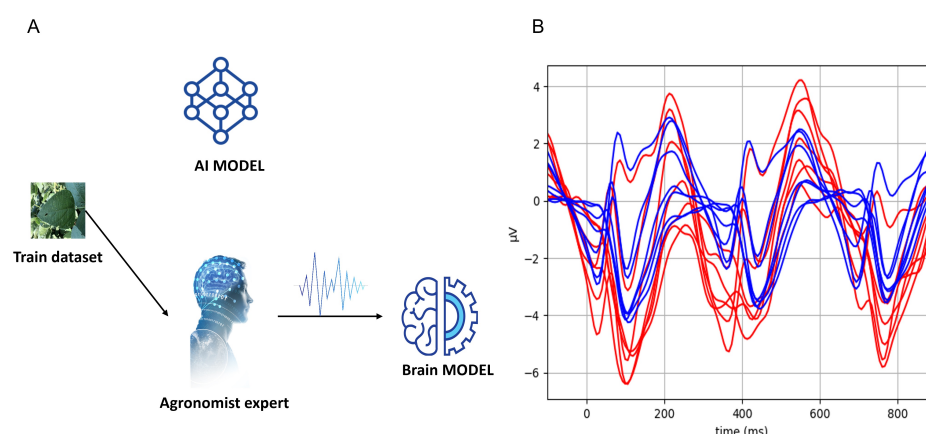 A
B
AI MODEL
Train dataset
Agronomist expert
Brain MODEL
4
2
0
−2
−4
−6
µV
0
200
400
600
800
time (ms)